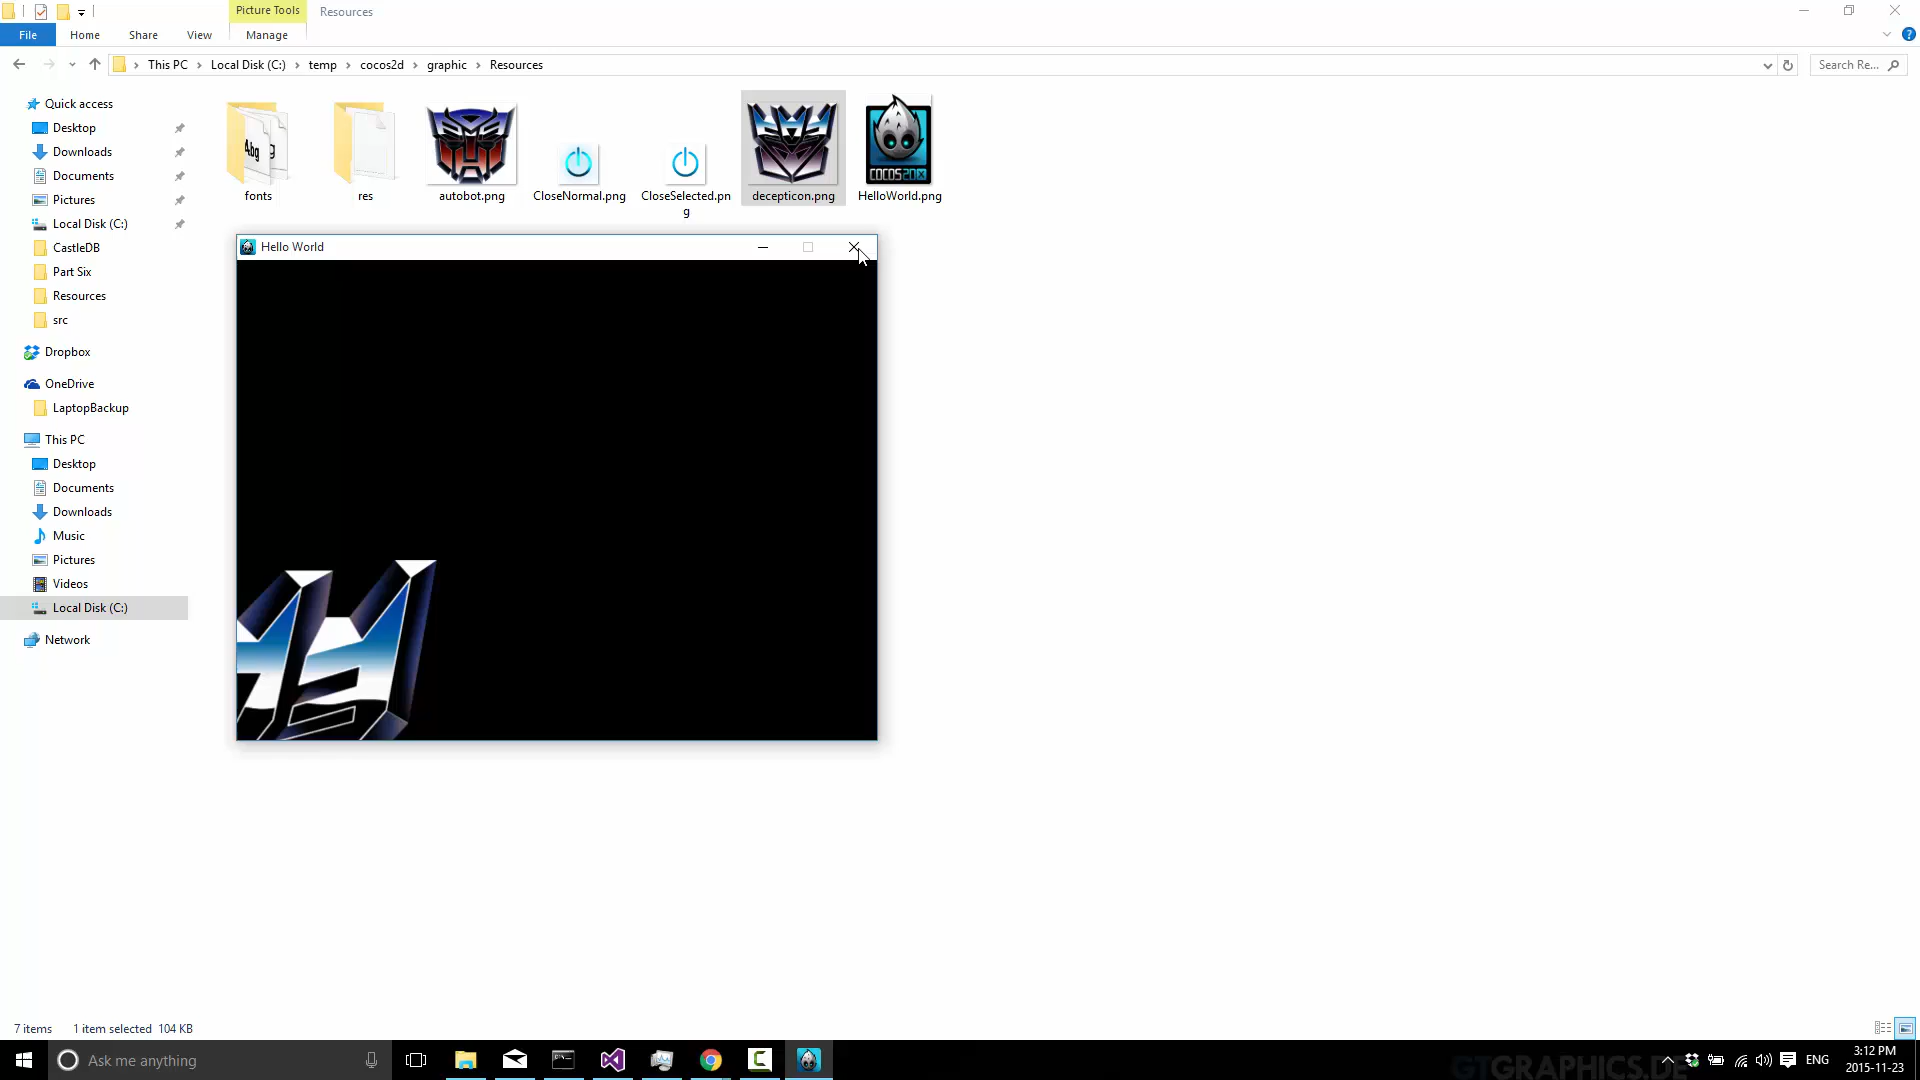 Picture Tools
Resources
File
Home
Share
View
Manage
This PC
Local Disk (C:)
temp
cocos2d
graphic
Resources
Search Re...
Quick access
Desktop
Downloads
Documents
Pictures
Local Disk (C:)
CastleDB
Part Six
Resources
src
Dropbox
OneDrive
LaptopBackup
This PC
Desktop
Documents
Downloads
Music
Pictures
Videos
Local Disk (C:)
Network
Abg
g
COCOS2DX
fonts
res
autobot.png
CloseNormal.png
CloseSelected.pn
g
decepticon.png
HelloWorld.png
Hello World
7 items
1 item selected 104 KB
Ask me anything
ENG
3:12 PM
2015-11-23
GTGRAPHICS.DE